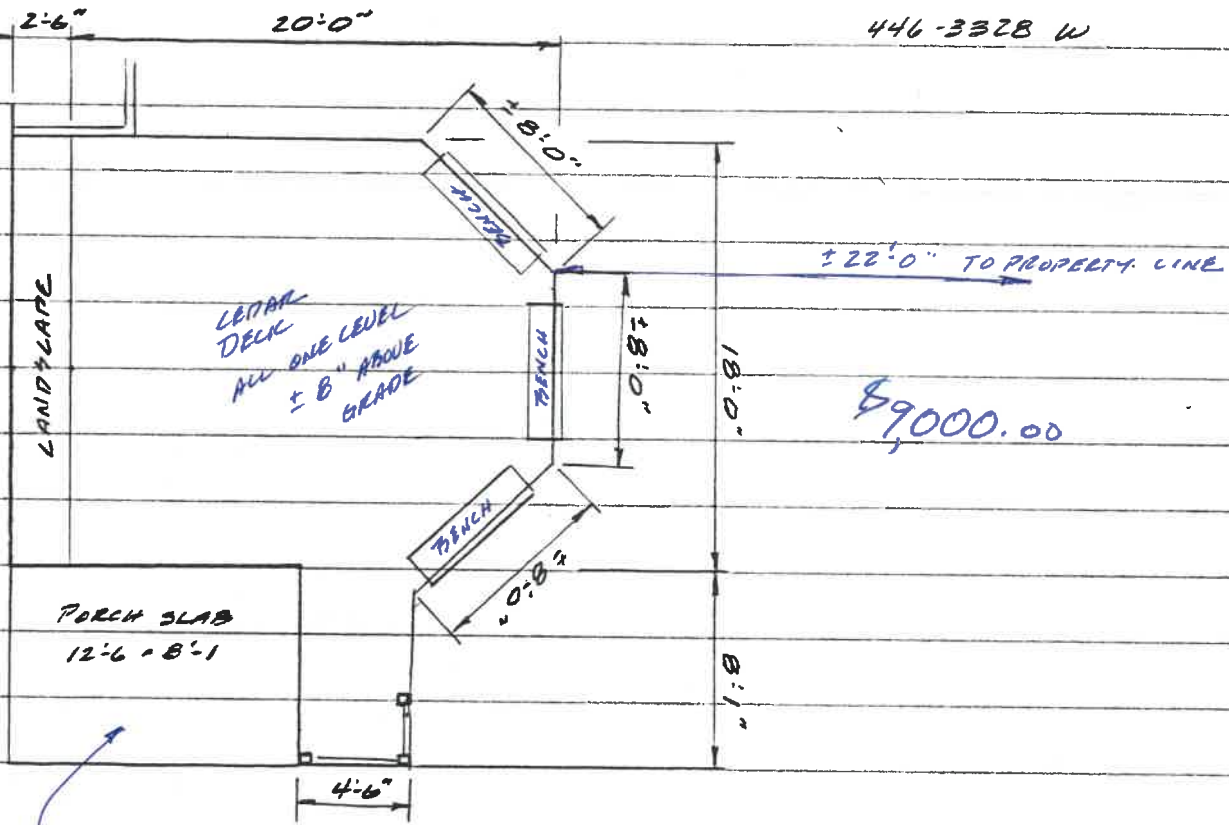 2'-6"
20'-0"
446-3328 W
± 8'-0"
BENCH
± 22'-0" TO PROPERTY LINE
LANDSCAPE
CEDAR
DECK
ALL ONE LEVEL
± 8" ABOVE
GRADE
BENCH
± 8'-0"
18'-0"
$9,000.00
BENCH
± 8'-0"
PORCH SLAB
12'-6 × 8'-1
8'-1"
4'-6"